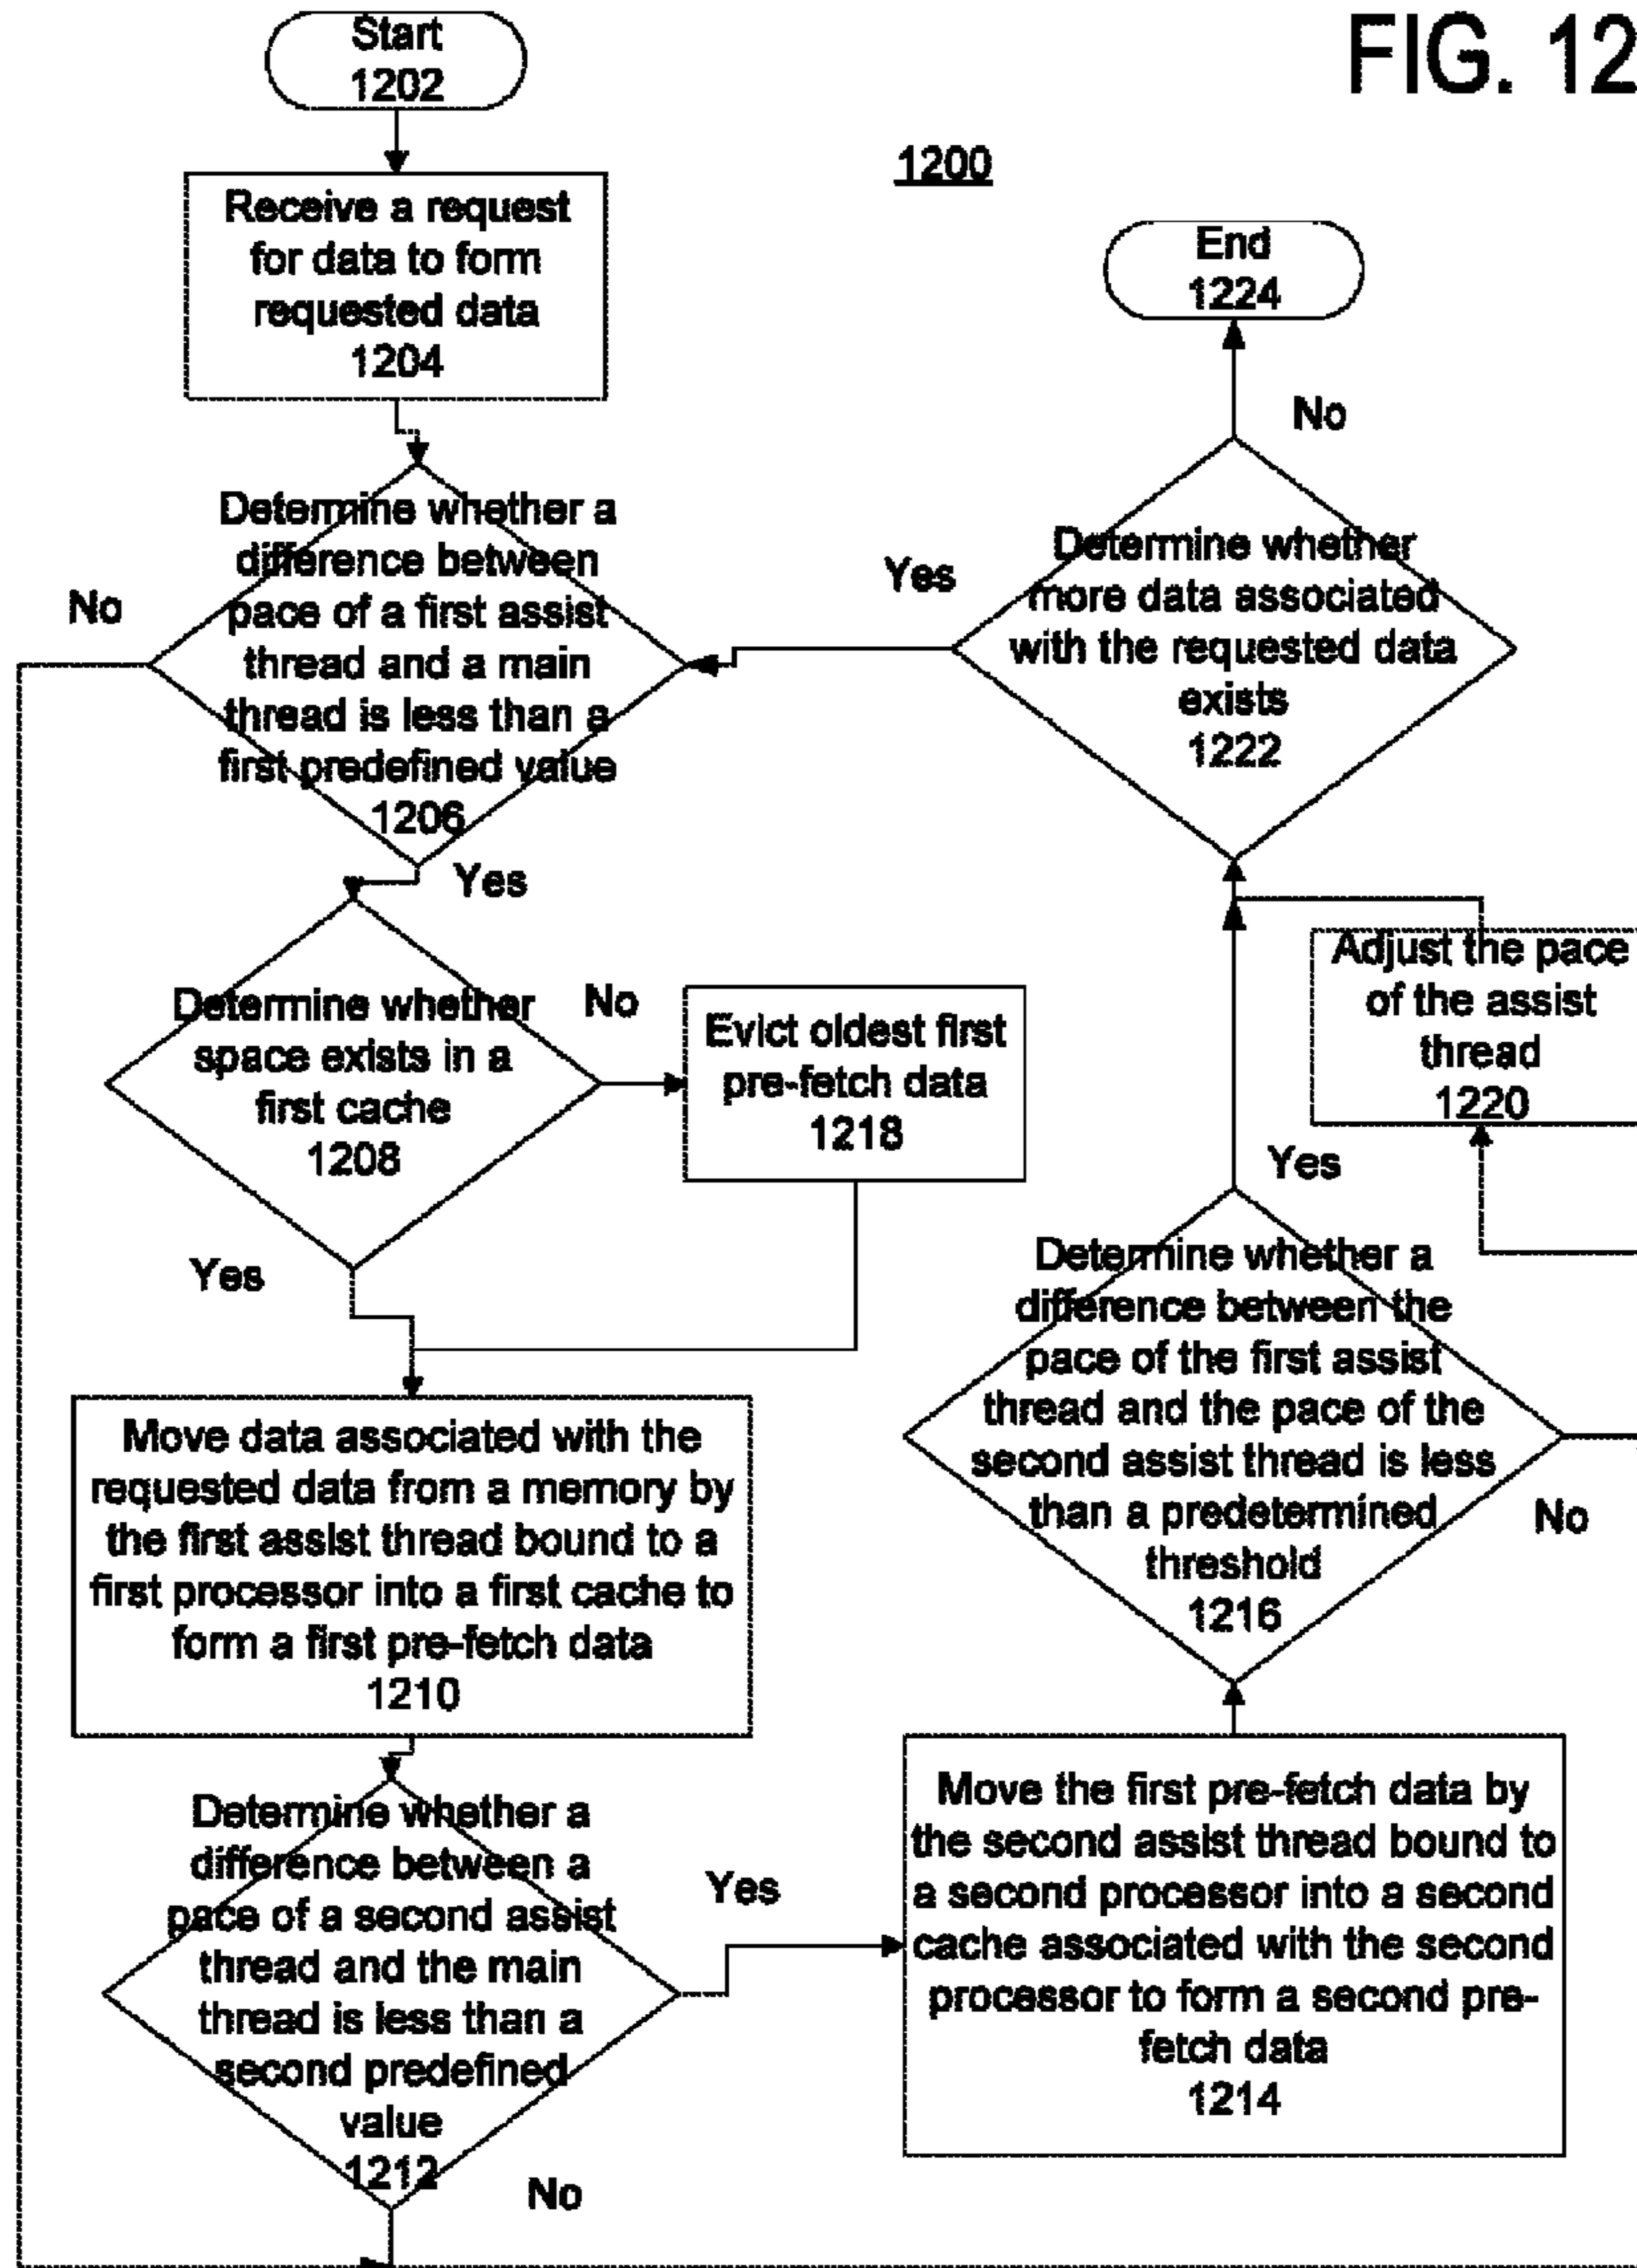 FIG. 12
Start
1202
1200
Receive a request
for data to form
requested data
1204
End
1224
No
Determine whether a
difference between
pace of a first assist
thread and a main
thread is less than a
first predefined value
1206
No
Yes
Determine whether
more data associated
with the requested data
exists
1222
Yes
Determine whether
space exists in a
first cache
1208
No
Yes
Evict oldest first
pre-fetch data
1218
Adjust the pace
of the assist
thread
1220
Yes
Determine whether a
difference between the
pace of the first assist
thread and the pace of the
second assist thread is less
than a predetermined
threshold
1216
No
Move data associated with the
requested data from a memory by
the first assist thread bound to a
first processor into a first cache to
form a first pre-fetch data
1210
Determine whether a
difference between a
pace of a second assist
thread and the main
thread is less than a
second predefined
value
1212
Yes
No
Move the first pre-fetch data by
the second assist thread bound to
a second processor into a second
cache associated with the second
processor to form a second pre-
fetch data
1214